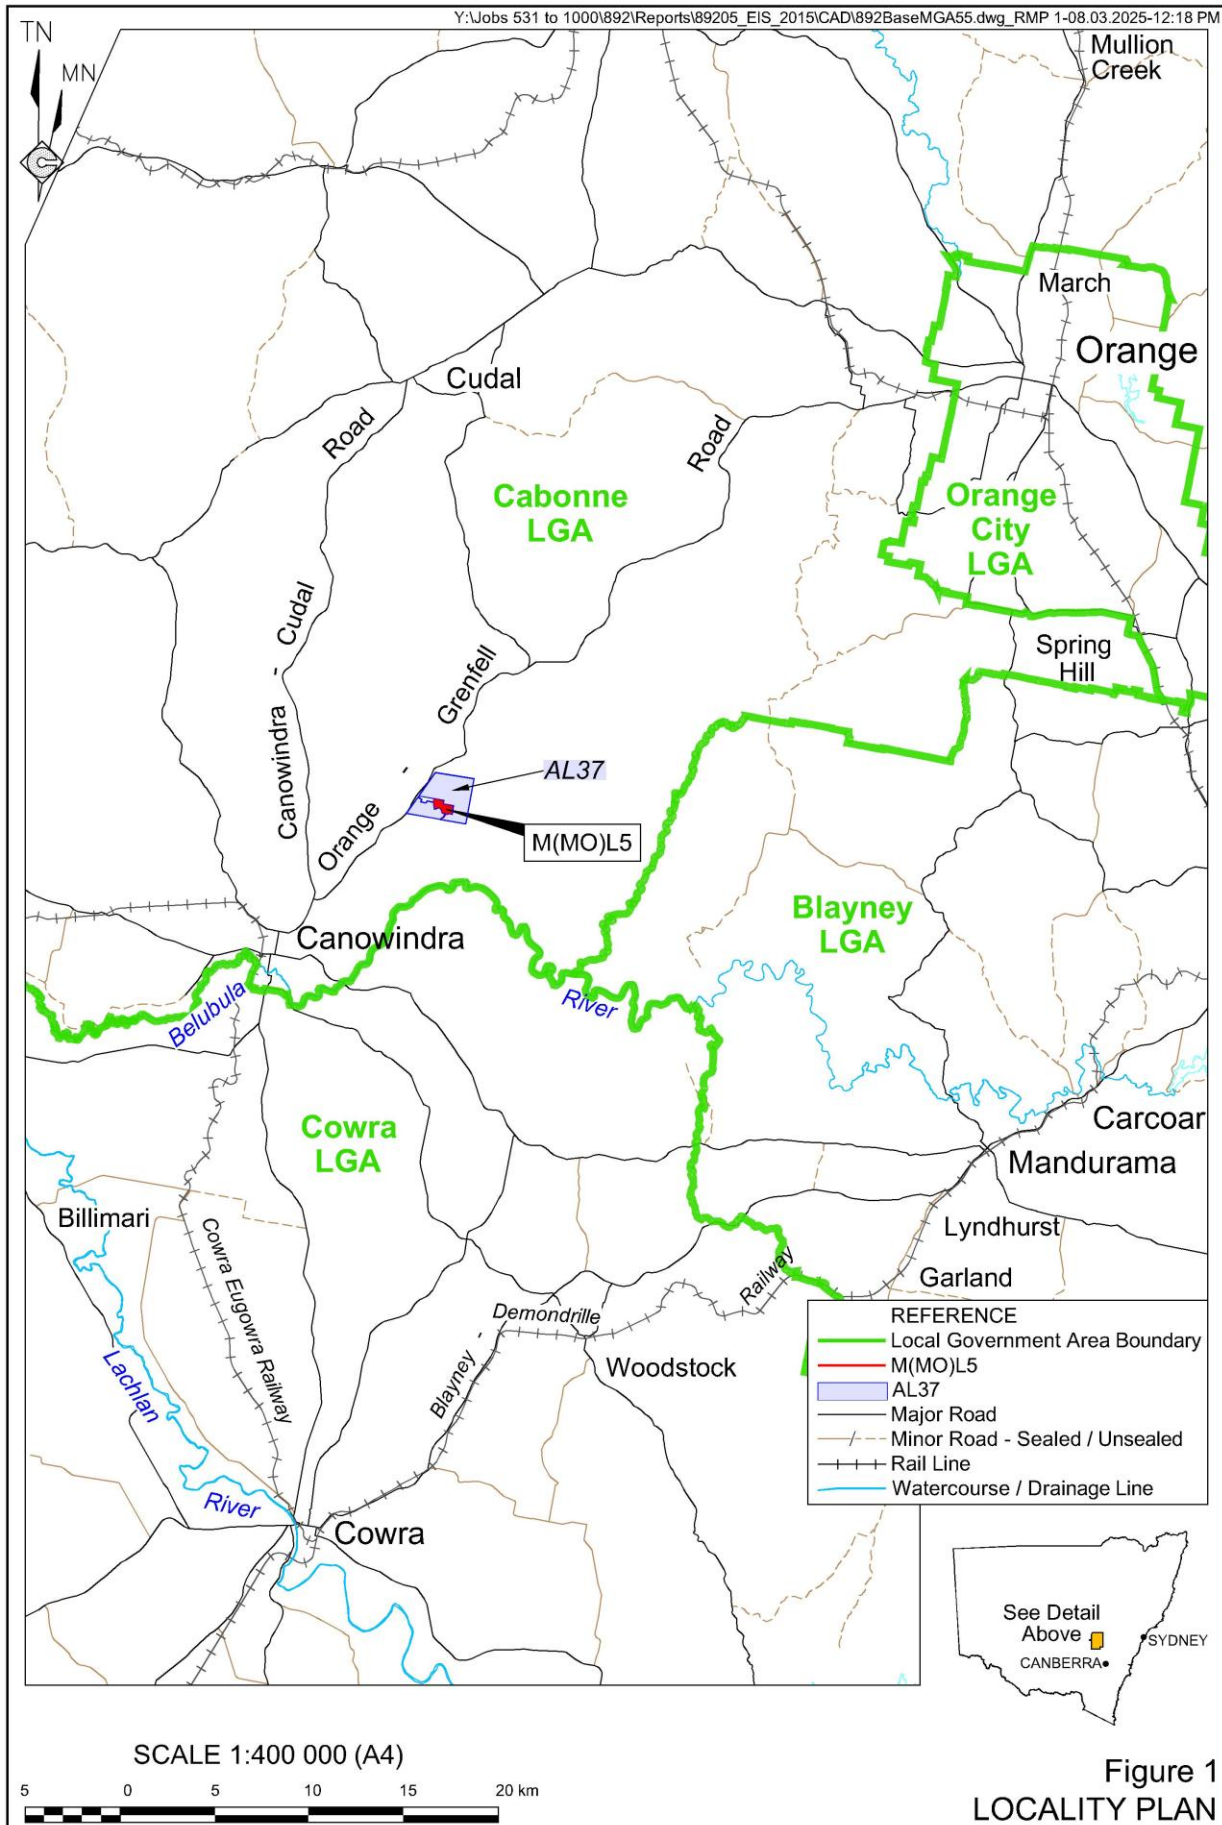 Y:\Jobs 531 to 1000\892\Reports\89205_EIS_2015\CAD\892BaseMGA55.dwg_RMP 1-08.03.2025-12:18 PM
TN
MN
Mullion
Creek
March
Orange
Cudal
Road
Road
Cabonne
LGA
Orange
City
LGA
Canowindra - Cudal
Spring
Hill
Orange - Grenfell
AL37
M(MO)L5
Blayney
LGA
Canowindra
Belubula
River
Carcoar
Cowra
LGA
Mandurama
Billimari
Lyndhurst
Cowra Eugowra Railway
Garland
Blayney - Demondrille Railway
Woodstock
Lachlan
River
Cowra
REFERENCE
Local Government Area Boundary
M(MO)L5
AL37
Major Road
Minor Road - Sealed / Unsealed
Rail Line
Watercourse / Drainage Line
See Detail
Above
SYDNEY
CANBERRA
SCALE 1:400 000 (A4)
5 0 5 10 15 20 km
Figure 1
LOCALITY PLAN